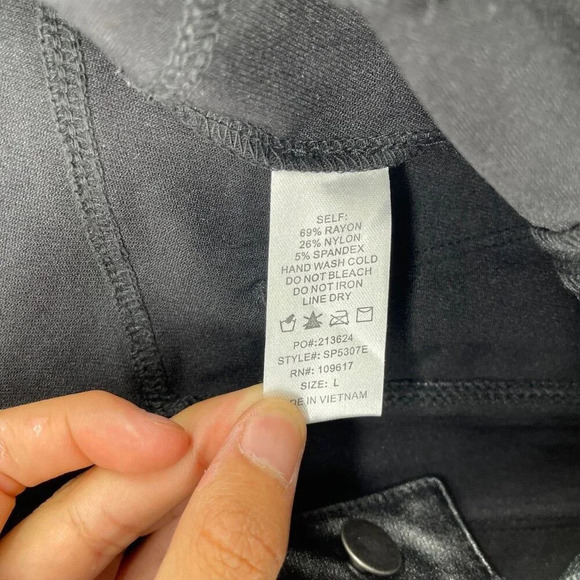 SELF:
69% RAYON
26% NYLON
5% SPANDEX
HAND WASH COLD
DO NOT BLEACH
DO NOT IRON
LINE DRY
PO#:213624
STYLE#: SP5307E
RN#: 109617
SIZE: L
IN VIETNAM